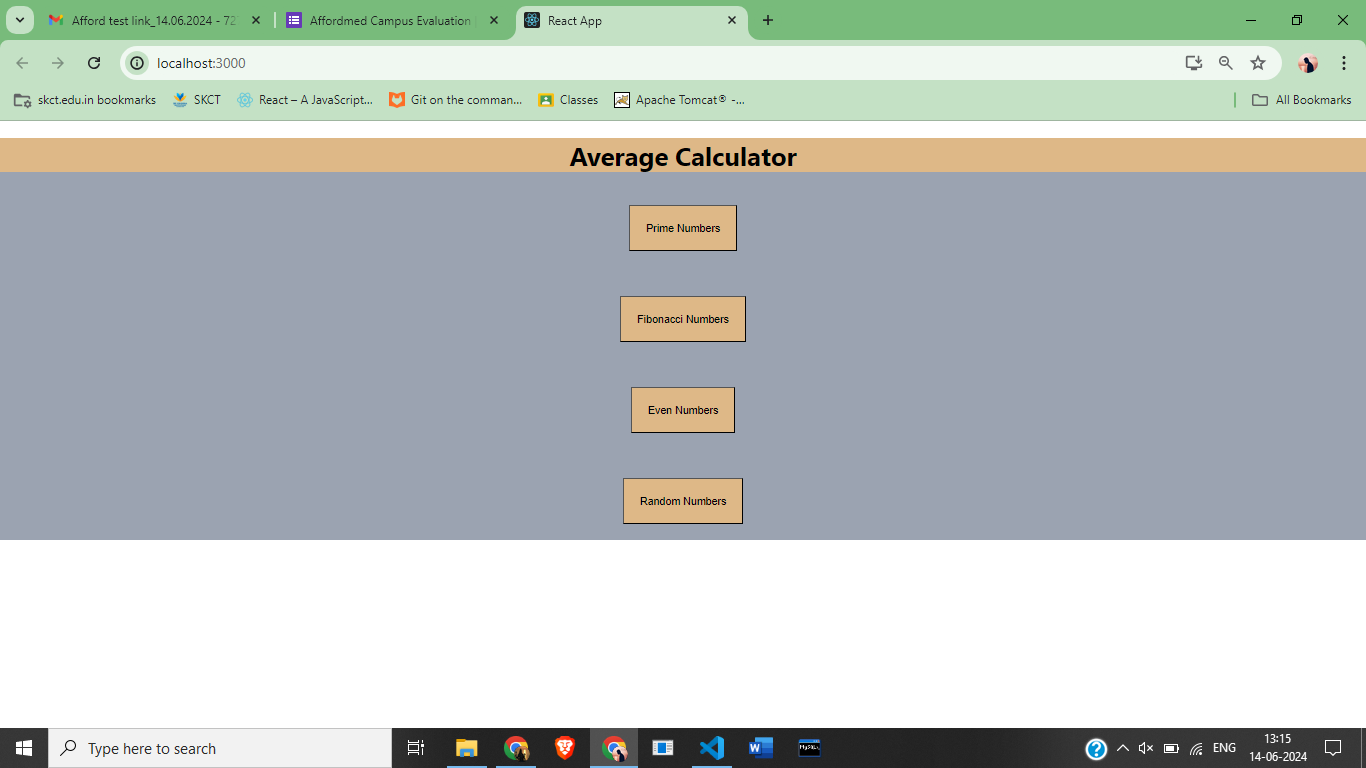 Afford test link_14.06.2024 - 72
Affordmed Campus Evaluation
React App
localhost:3000
skct.edu.in bookmarks
SKCT
React – A JavaScript...
Git on the comman...
Classes
Apache Tomcat® -...
All Bookmarks
Average Calculator
Prime Numbers
Fibonacci Numbers
Even Numbers
Random Numbers
Type here to search
MySQL
ENG
13:15
14-06-2024